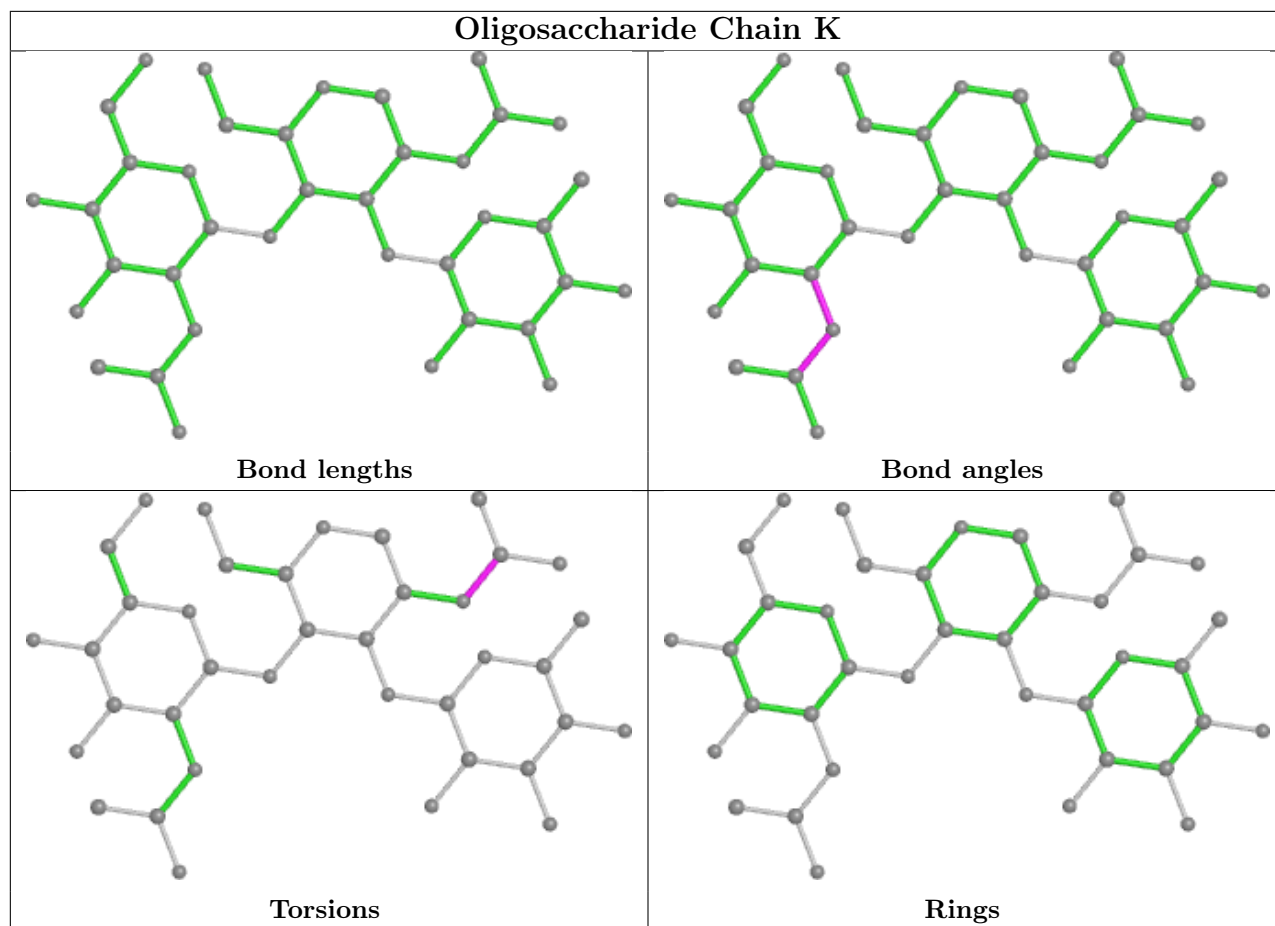 Oligosaccharide Chain K
Bond lengths
Bond angles
Torsions
Rings